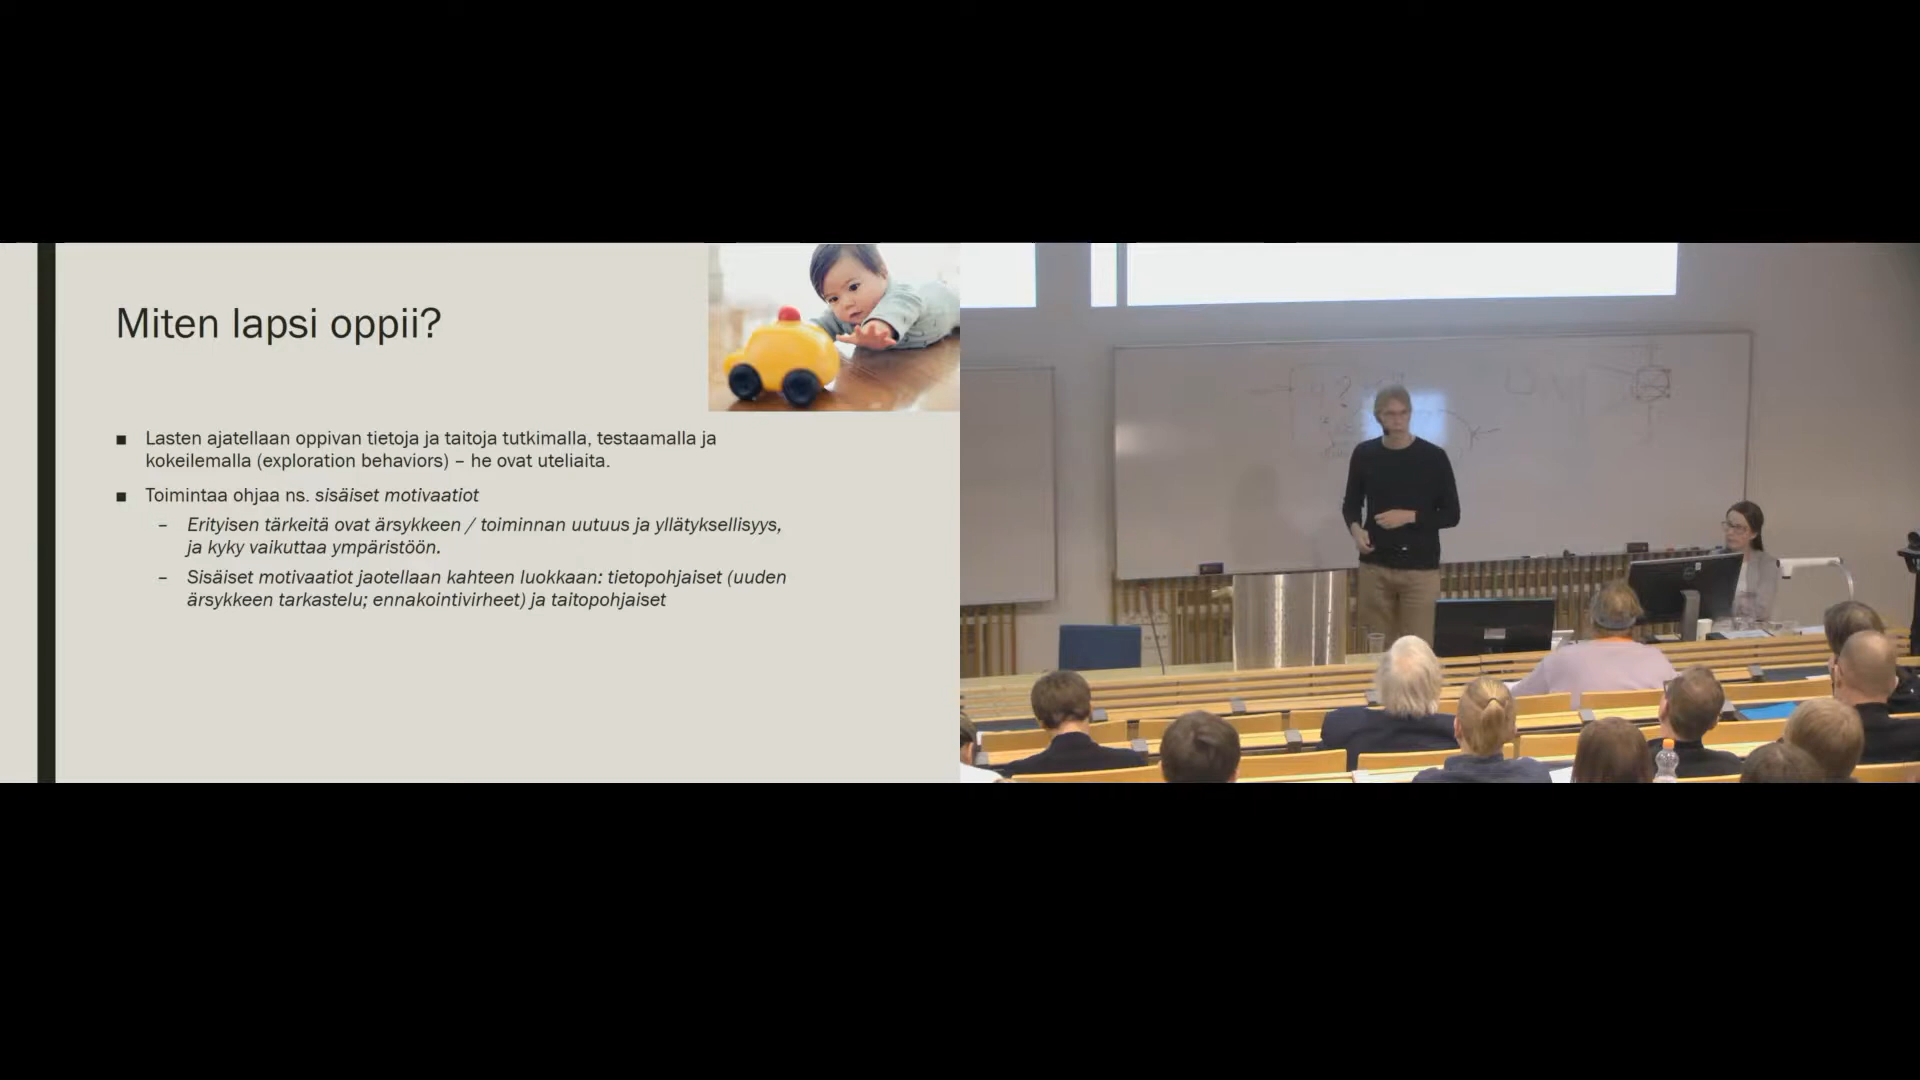 Miten lapsi oppii?
■ Lasten ajatellaan oppivan tietoja ja taitoja tutkimalla, testaamalla ja
kokeilemalla (exploration behaviors) – he ovat uteliaita.
■ Toimintaa ohjaa ns. sisäiset motivaatiot
– Erityisen tärkeitä ovat ärsykkeen / toiminnan uutuus ja yllätyksellisyys,
ja kyky vaikuttaa ympäristöön.
– Sisäiset motivaatiot jaotellaan kahteen luokkaan: tietopohjaiset (uuden
ärsykkeen tarkastelu; ennakointivirheet) ja taitopohjaiset